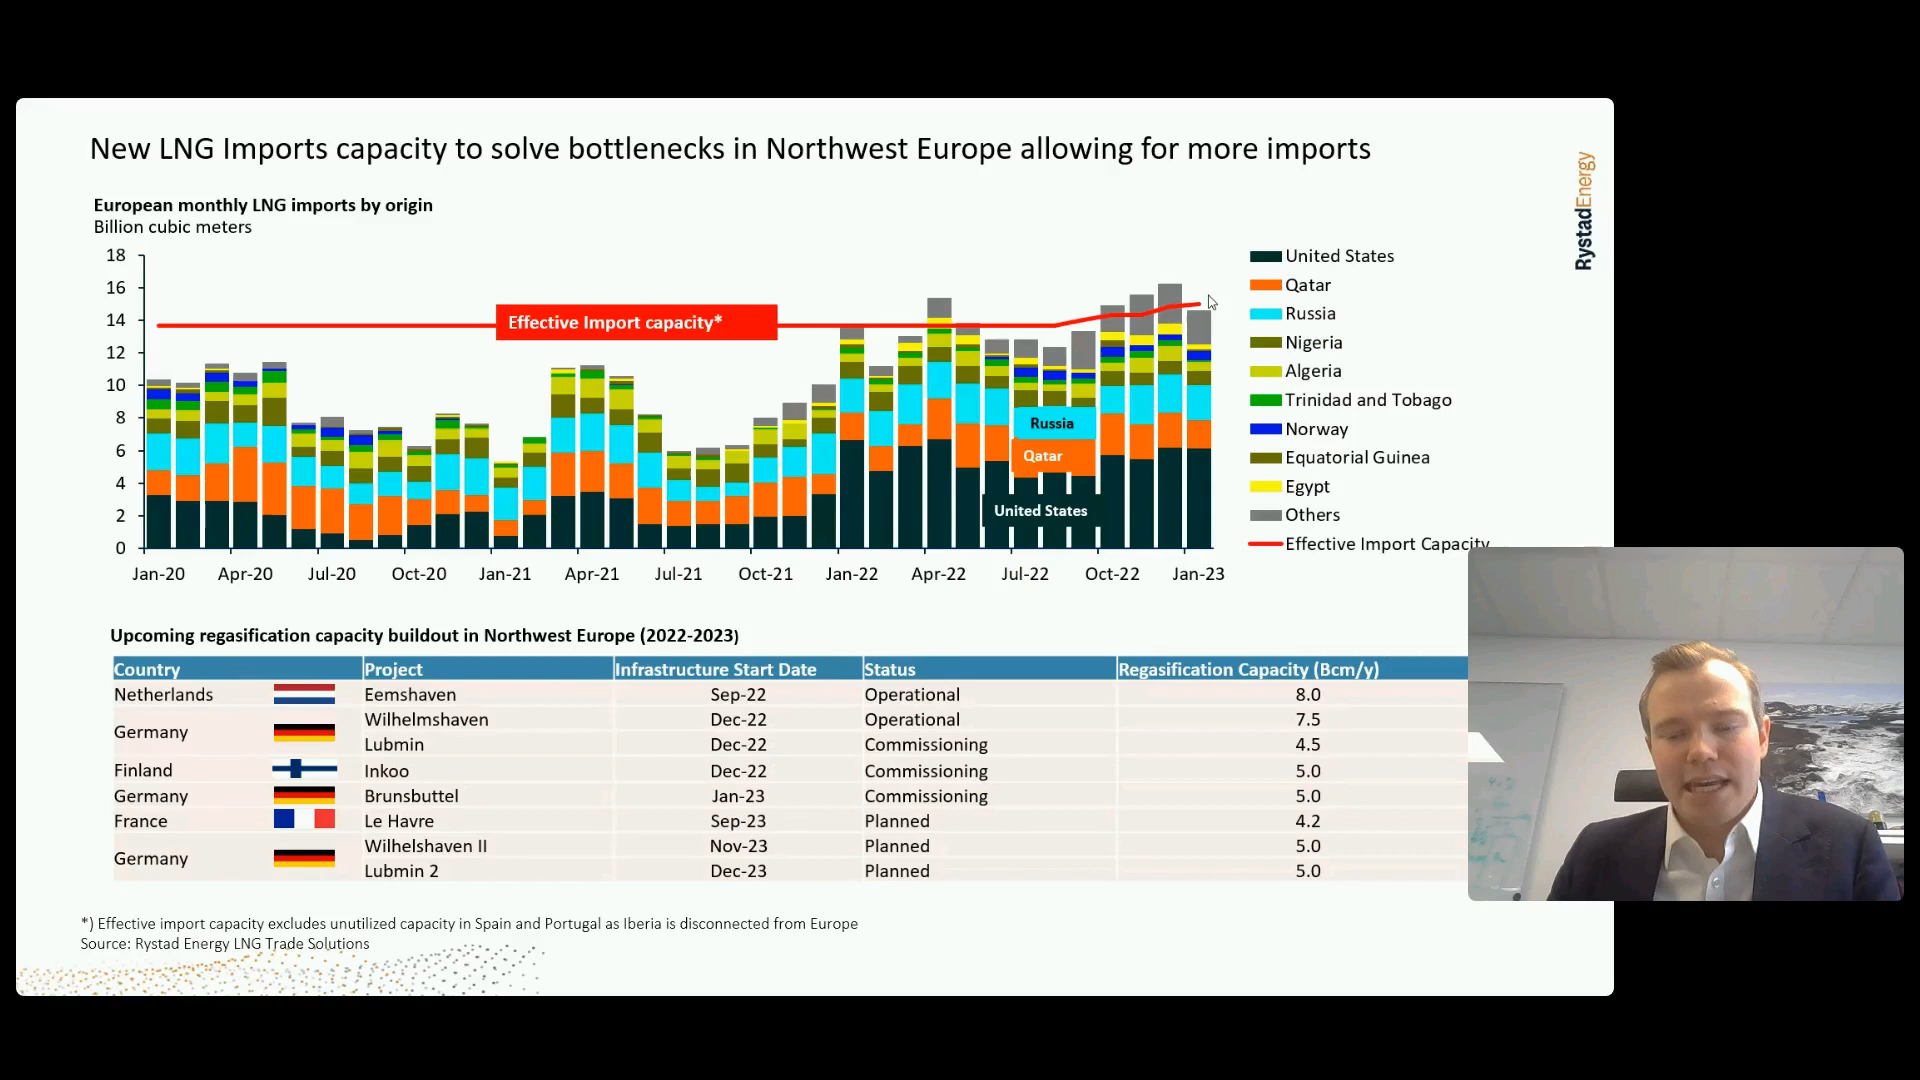 New LNG Imports capacity to solve bottlenecks in Northwest Europe allowing for more imports
RystadEnergy
European monthly LNG imports by origin
Billion cubic meters
18
16
14
12
10
8
6
4
2
0
Effective Import capacity*
Russia
Qatar
United States
Jan-20 Apr-20 Jul-20 Oct-20 Jan-21 Apr-21 Jul-21 Oct-21 Jan-22 Apr-22 Jul-22 Oct-22 Jan-23
United States
Qatar
Russia
Nigeria
Algeria
Trinidad and Tobago
Norway
Equatorial Guinea
Egypt
Others
Effective Import Capacity
Upcoming regasification capacity buildout in Northwest Europe (2022-2023)
Country Project Infrastructure Start Date Status Regasification Capacity (Bcm/y)
Netherlands Eemshaven Sep-22 Operational 8.0
Germany Wilhelmshaven Dec-22 Operational 7.5
Lubmin Dec-22 Commissioning 4.5
Finland Inkoo Dec-22 Commissioning 5.0
Germany Brunsbuttel Jan-23 Commissioning 5.0
France Le Havre Sep-23 Planned 4.2
Germany Wilhelshaven II Nov-23 Planned 5.0
Lubmin 2 Dec-23 Planned 5.0
*) Effective import capacity excludes unutilized capacity in Spain and Portugal as Iberia is disconnected from Europe
Source: Rystad Energy LNG Trade Solutions